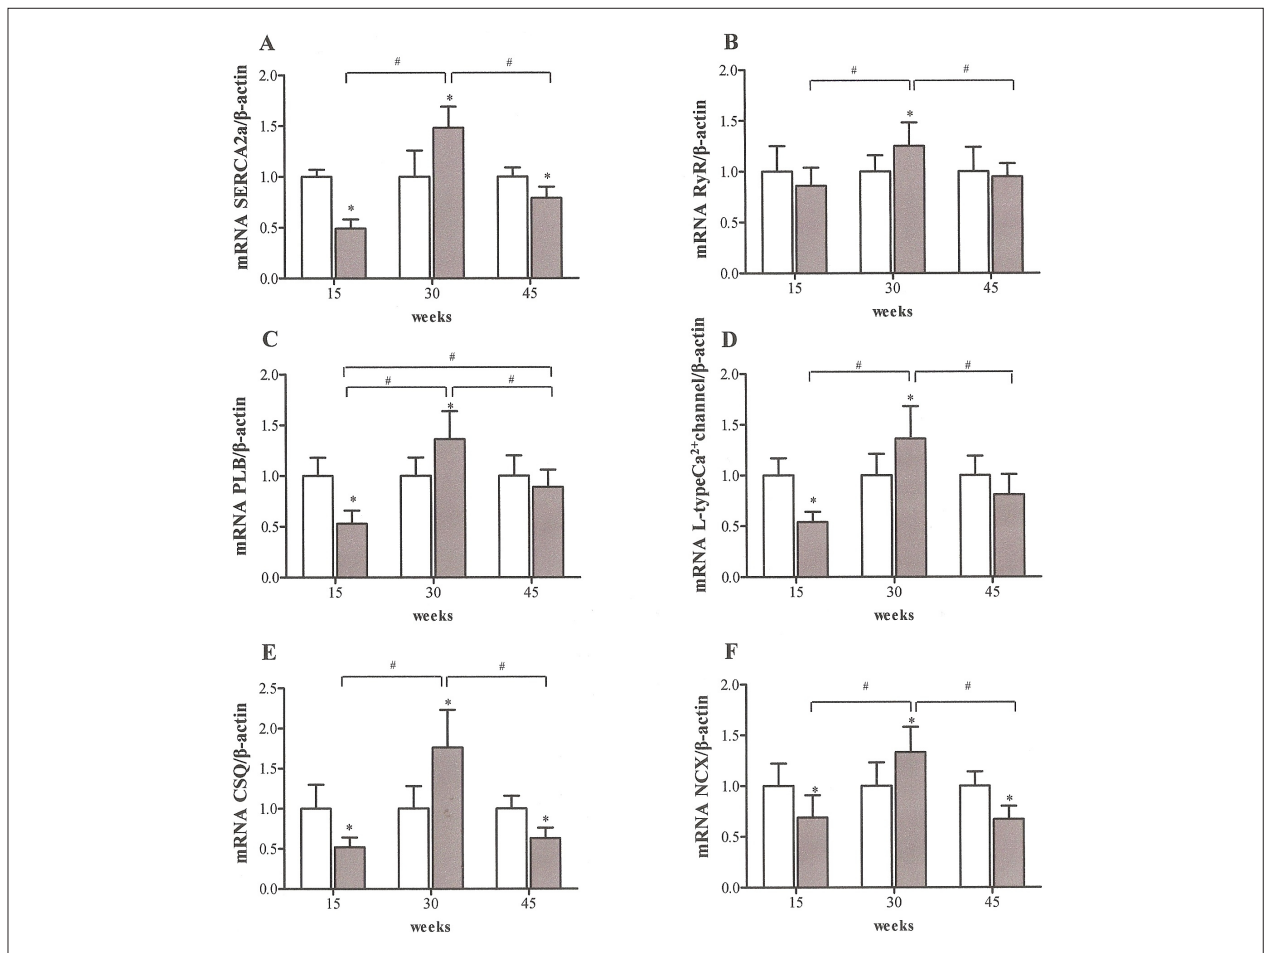 A
mRNA SERCA2a/β-actin
# #
2.0
1.5
1.0
0.5
0.0
* * *
15 30 45
weeks
B
mRNA RyR/β-actin
# #
2.0
1.5
1.0
0.5
0.0
*
15 30 45
weeks
C
mRNA PLB/β-actin
#
# #
2.0
1.5
1.0
0.5
0.0
* *
15 30 45
weeks
D
mRNA L-typeCa²⁺channel/β-actin
# #
2.0
1.5
1.0
0.5
0.0
* *
15 30 45
weeks
E
mRNA CSQ/β-actin
# #
2.5
2.0
1.5
1.0
0.5
0.0
* * *
15 30 45
weeks
F
mRNA NCX/β-actin
# #
2.0
1.5
1.0
0.5
0.0
* * *
15 30 45
weeks